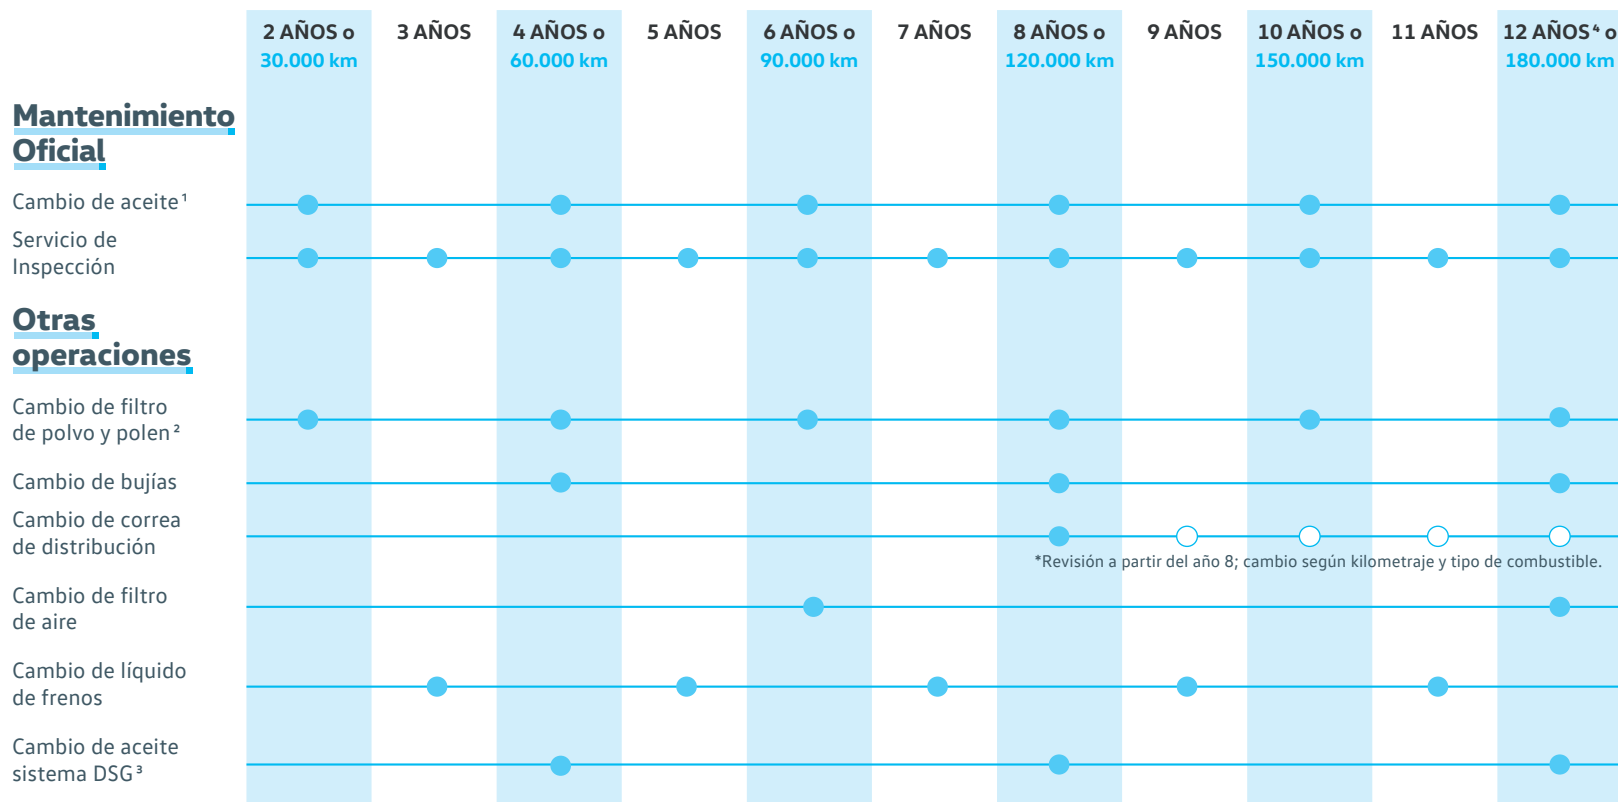 2 AÑOS o 3 AÑOS 4 AÑOS o 5 AÑOS 6 AÑOS o 7 AÑOS 8 AÑOS o 9 AÑOS 10 AÑOS o 11 AÑOS 12 AÑOS⁴ o
30.000 km 60.000 km 90.000 km 120.000 km 150.000 km 180.000 km
Mantenimiento
Oficial
Cambio de aceite¹
Servicio de
Inspección
Otras
operaciones
Cambio de filtro
de polvo y polen²
Cambio de bujías
Cambio de correa
de distribución
*Revisión a partir del año 8; cambio según kilometraje y tipo de combustible.
Cambio de filtro
de aire
Cambio de líquido
de frenos
Cambio de aceite
sistema DSG³